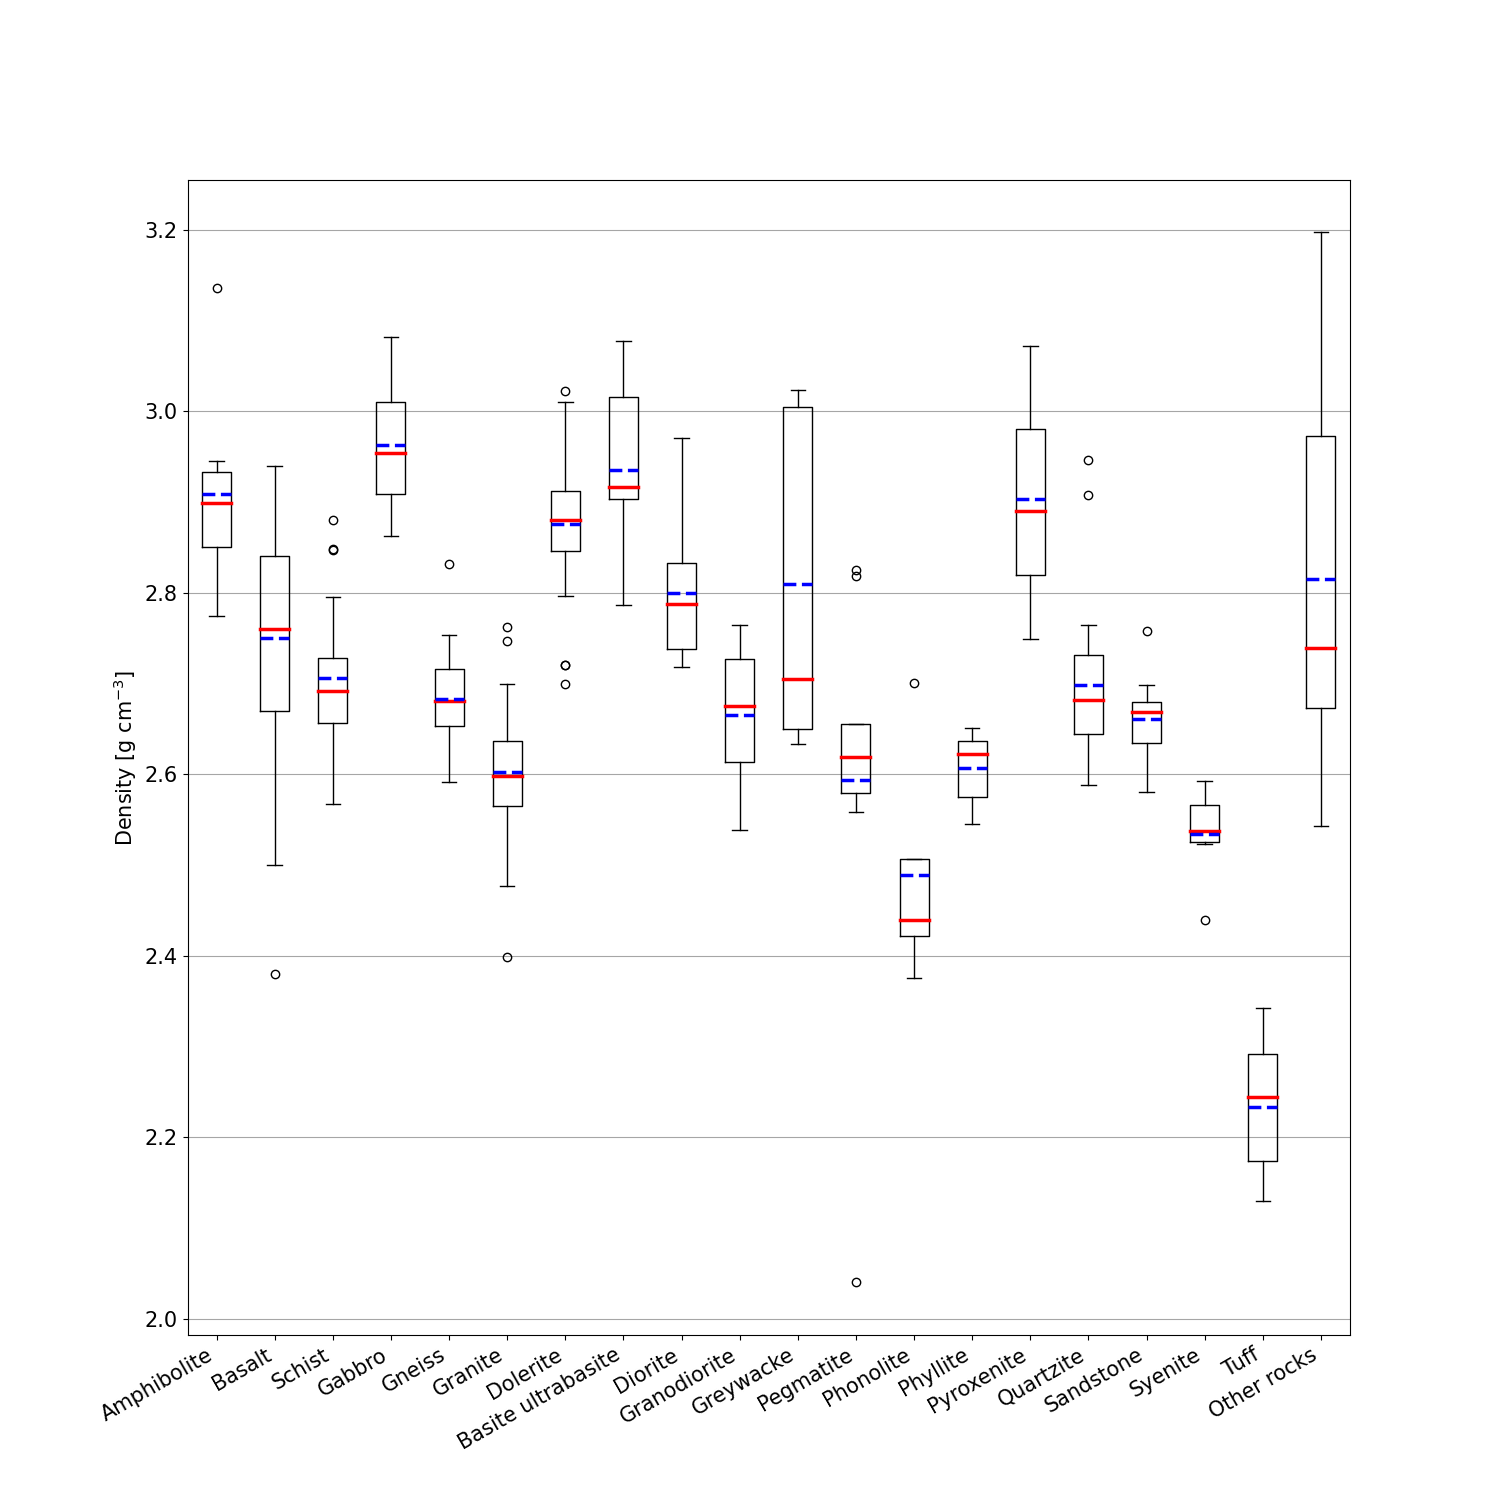 3.2
3.0
2.8
2.6
2.4
2.2
2.0
Density [g cm⁻³]
Amphibolite
Basalt
Schist
Gabbro
Gneiss
Granite
Dolerite
Basite ultrabasite
Diorite
Granodiorite
Greywacke
Pegmatite
Phonolite
Phyllite
Pyroxenite
Quartzite
Sandstone
Syenite
Tuff
Other rocks